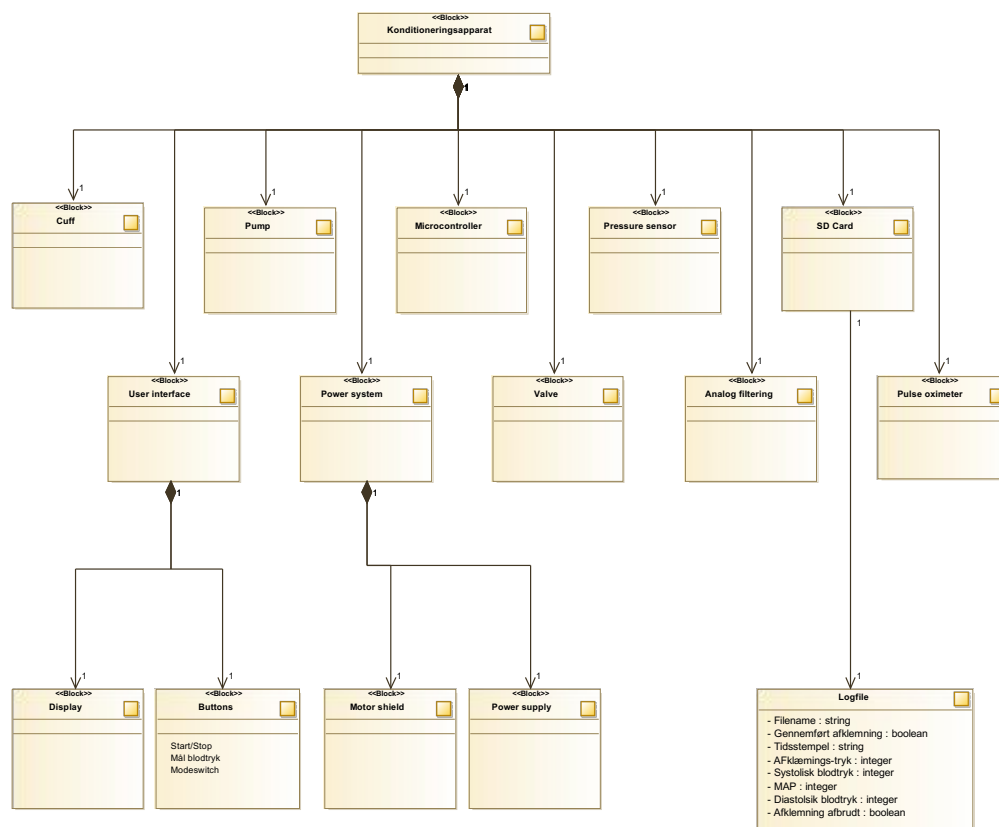 <<Block>>
Konditioneringsapparat
1
1 1 1 1 1
<<Block>>
Cuff
<<Block>>
Pump
<<Block>>
Microcontroller
<<Block>>
Pressure sensor
<<Block>>
SD Card
1
1 1 1 1 1
<<Block>>
User interface
<<Block>>
Power system
<<Block>>
Valve
<<Block>>
Analog filtering
<<Block>>
Pulse oximeter
1 1
1 1 1 1 1
<<Block>>
Display
<<Block>>
Buttons
Start/Stop
Mål blodtryk
Modeswitch
<<Block>>
Motor shield
<<Block>>
Power supply
Logfile
- Filename : string
- Gennemført afklemning : boolean
- Tidsstempel : string
- AFklæmings-tryk : integer
- Systolisk blodtryk : integer
- MAP : integer
- Diastolsik blodtryk : integer
- Afklemning afbrudt : boolean